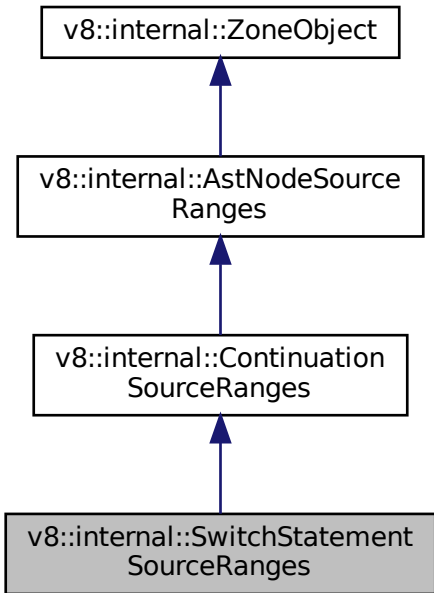 v8::internal::ZoneObject
v8::internal::AstNodeSource
Ranges
v8::internal::Continuation
SourceRanges
v8::internal::SwitchStatement
SourceRanges